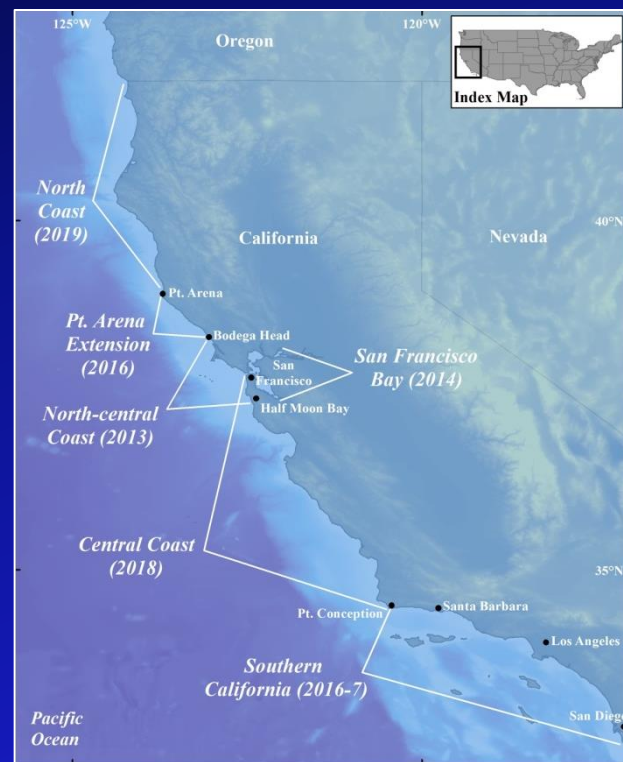 125°W
120°W
Oregon
Index Map
North
Coast
(2019)
40°N
California
Nevada
Pt. Arena
Pt. Arena
Extension
(2016)
Bodega Head
San
Francisco
San Francisco
Bay (2014)
Half Moon Bay
North-central
Coast (2013)
Central Coast
(2018)
35°N
Pt. Conception
Santa Barbara
Los Angeles
Southern
California (2016-7)
San Diego
Pacific
Ocean